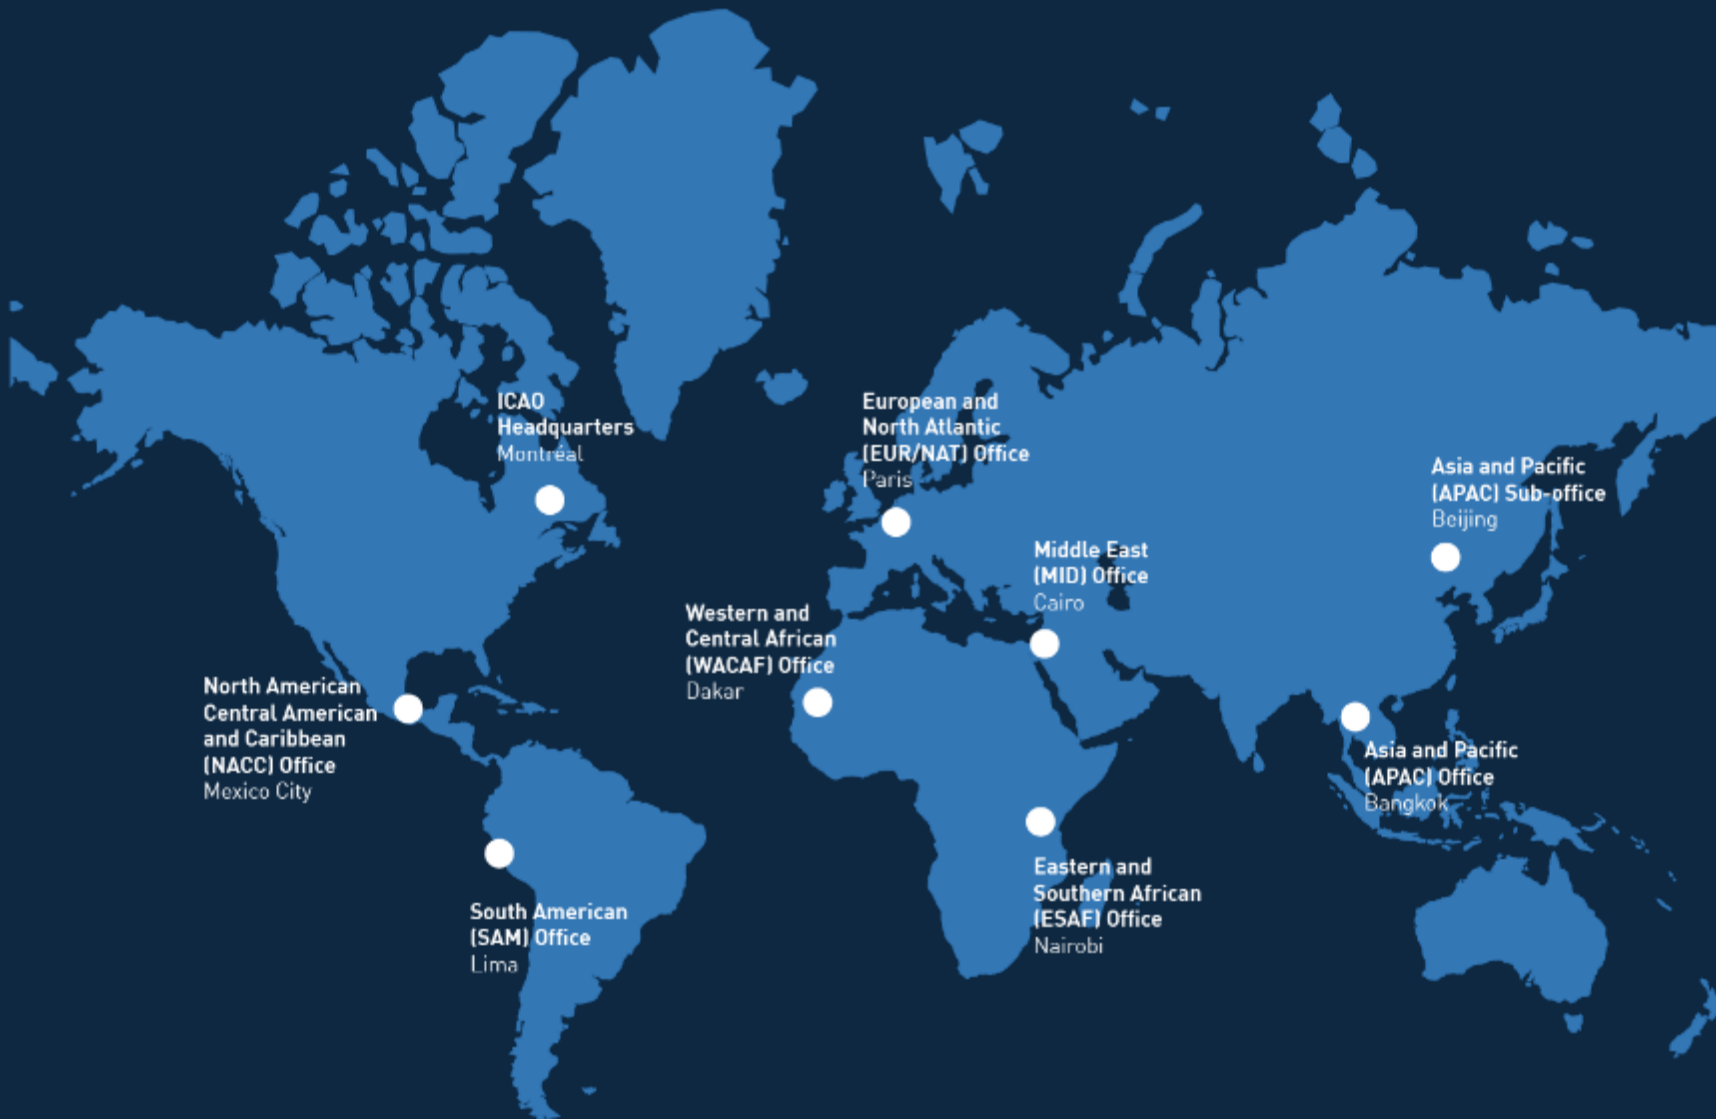 ICAO
Headquarters
Montréal
European and
North Atlantic
(EUR/NAT) Office
Paris
Asia and Pacific
(APAC) Sub-office
Beijing
Middle East
(MID) Office
Cairo
Western and
Central African
(WACAF) Office
Dakar
North American
Central American
and Caribbean
(NACC) Office
Mexico City
Asia and Pacific
(APAC) Office
Bangkok
Eastern and
Southern African
(ESAF) Office
Nairobi
South American
(SAM) Office
Lima